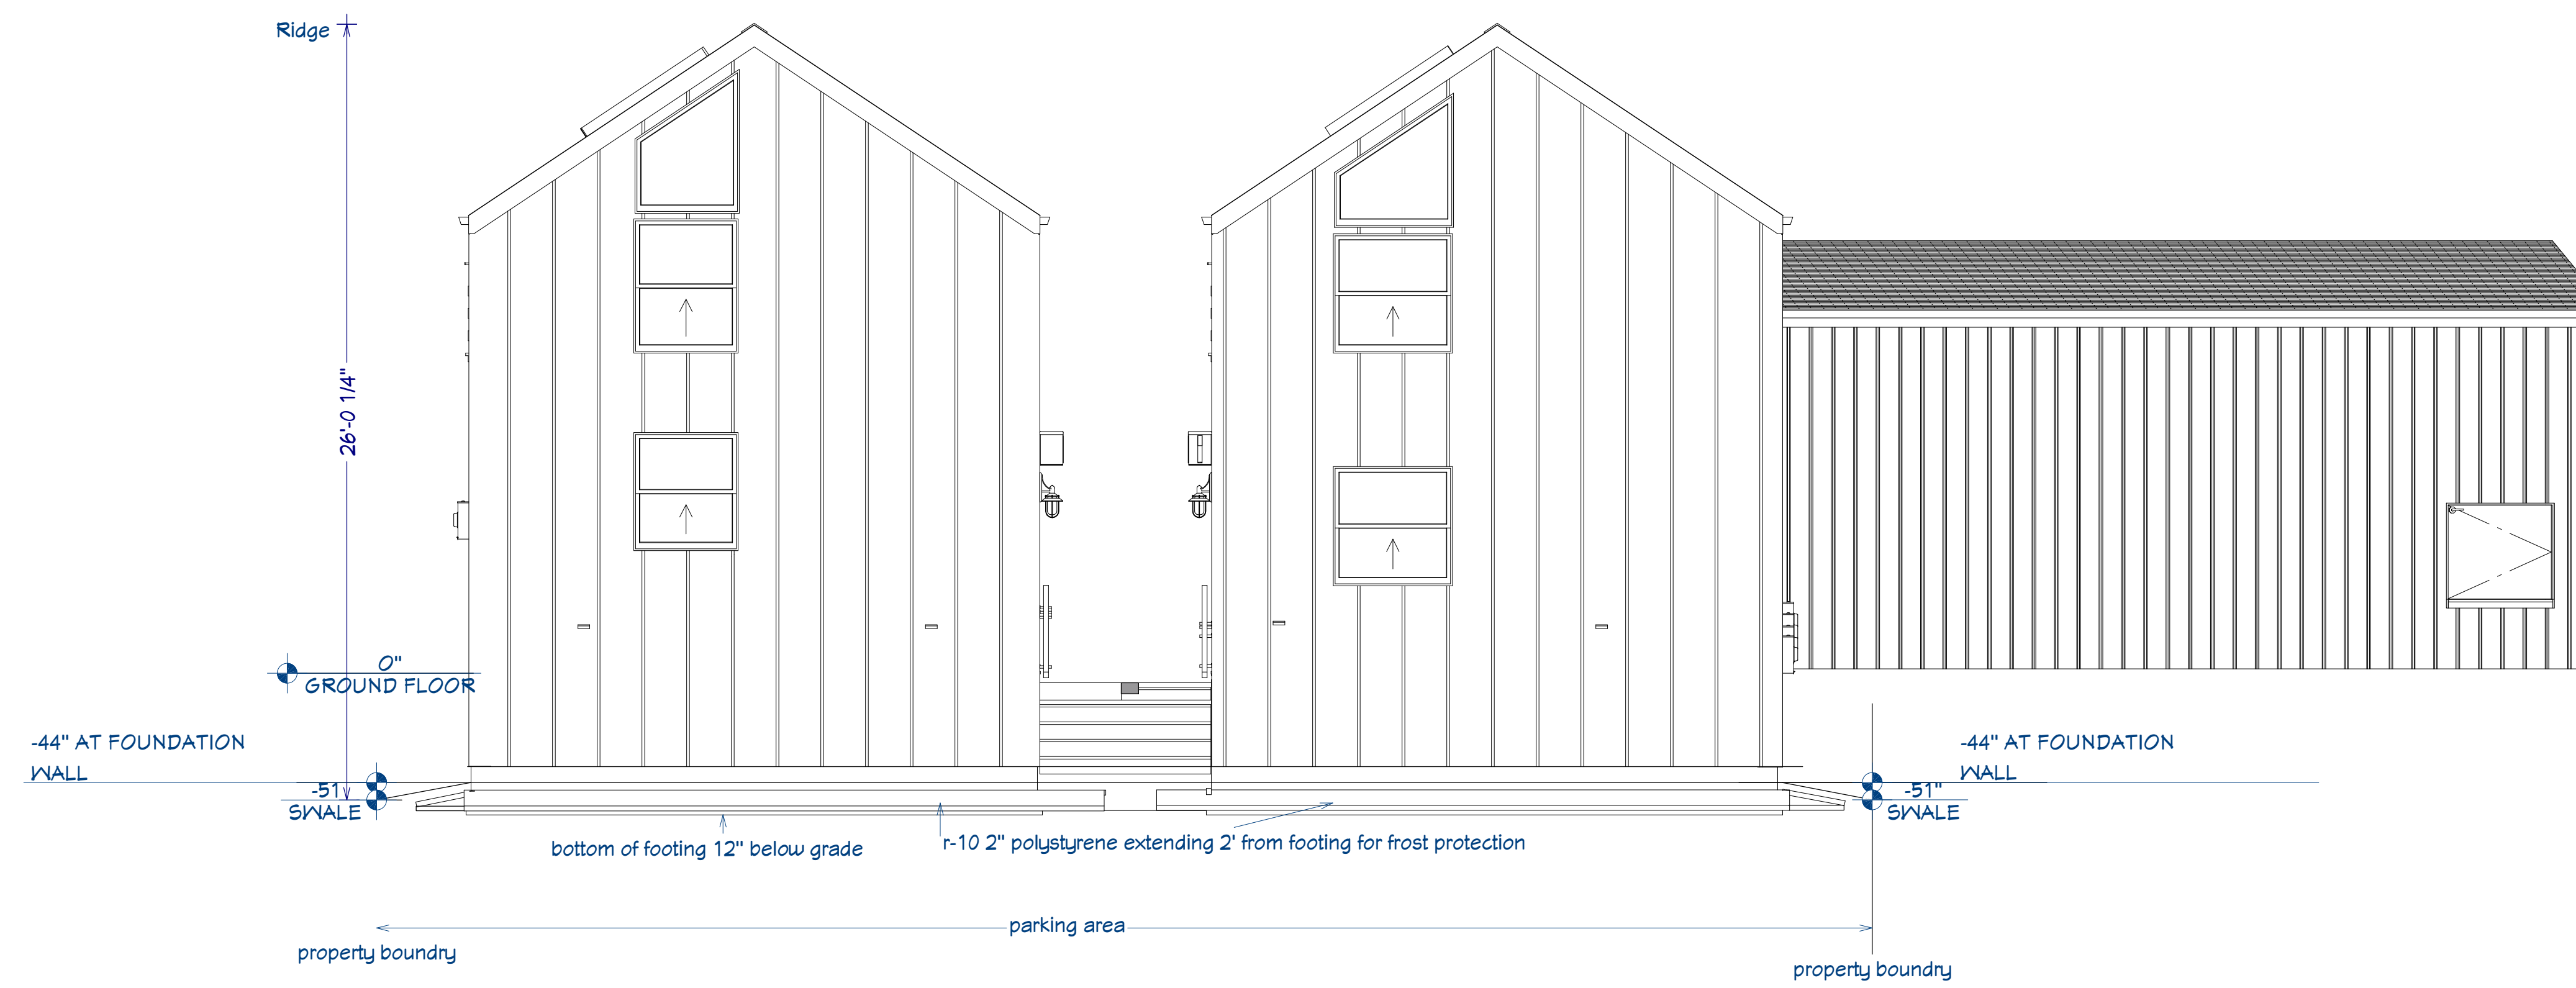 Ridge
26'-0 1/4"
0"
GROUND FLOOR
-44" AT FOUNDATION
WALL
-51
SWALE
-44" AT FOUNDATION
WALL
-51"
SWALE
bottom of footing 12" below grade
r-10 2" polystyrene extending 2' from footing for frost protection
parking area
property boundry
property boundry